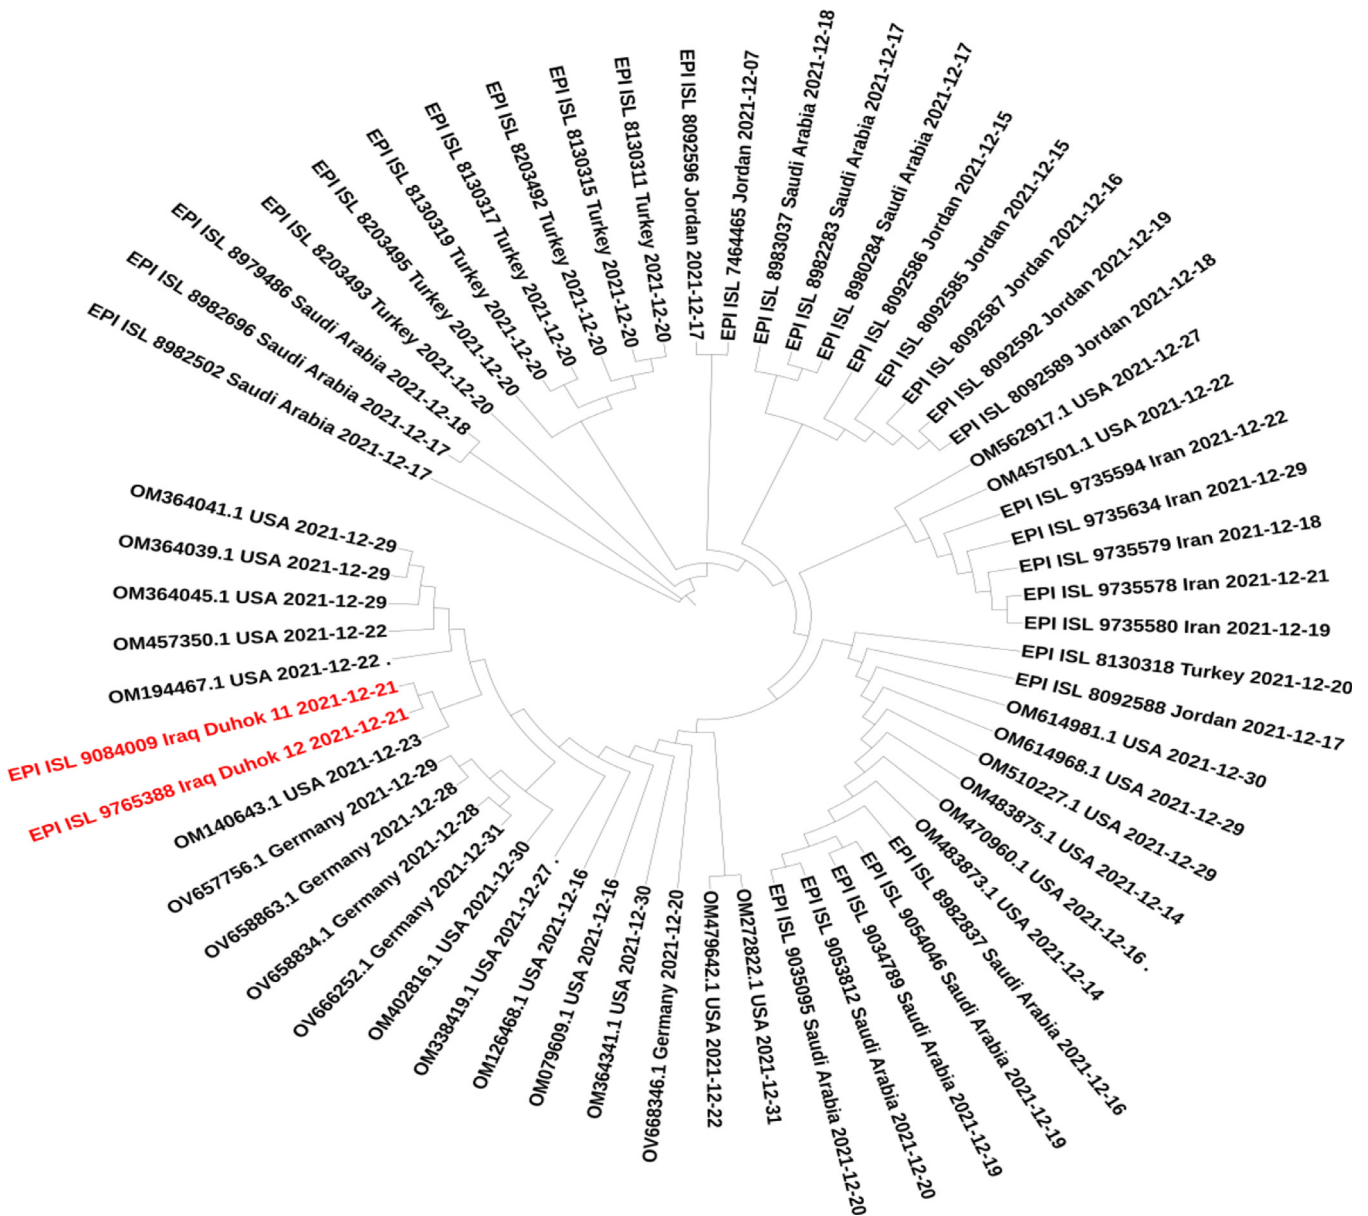 EPI ISL 8982502 Saudi Arabia 2021-12-17
EPI ISL 8982696 Saudi Arabia 2021-12-17
EPI ISL 8979486 Saudi Arabia 2021-12-18
EPI ISL 8203493 Turkey 2021-12-20
EPI ISL 8203495 Turkey 2021-12-20
EPI ISL 8130319 Turkey 2021-12-20
EPI ISL 8130317 Turkey 2021-12-20
EPI ISL 8203492 Turkey 2021-12-20
EPI ISL 8130315 Turkey 2021-12-20
EPI ISL 8130311 Turkey 2021-12-20
EPI ISL 8092596 Jordan 2021-12-17
EPI ISL 7464465 Jordan 2021-12-07
EPI ISL 8983037 Saudi Arabia 2021-12-18
EPI ISL 8982283 Saudi Arabia 2021-12-17
EPI ISL 8980284 Saudi Arabia 2021-12-17
EPI ISL 8092586 Jordan 2021-12-15
EPI ISL 8092585 Jordan 2021-12-15
EPI ISL 8092587 Jordan 2021-12-16
EPI ISL 8092592 Jordan 2021-12-19
EPI ISL 8092589 Jordan 2021-12-18
OM562917.1 USA 2021-12-27
OM457501.1 USA 2021-12-22
EPI ISL 9735594 Iran 2021-12-22
EPI ISL 9735634 Iran 2021-12-29
EPI ISL 9735579 Iran 2021-12-18
EPI ISL 9735578 Iran 2021-12-21
EPI ISL 9735580 Iran 2021-12-19
EPI ISL 8130318 Turkey 2021-12-20
EPI ISL 8092588 Jordan 2021-12-17
OM614981.1 USA 2021-12-30
OM614968.1 USA 2021-12-29
OM510227.1 USA 2021-12-29
OM483875.1 USA 2021-12-14
OM470960.1 USA 2021-12-16 .
OM483873.1 USA 2021-12-14
EPI ISL 8982837 Saudi Arabia 2021-12-16
EPI ISL 9054046 Saudi Arabia 2021-12-19
EPI ISL 9034789 Saudi Arabia 2021-12-19
EPI ISL 9053812 Saudi Arabia 2021-12-20
EPI ISL 9035095 Saudi Arabia 2021-12-20
OM272822.1 USA 2021-12-31
OM479642.1 USA 2021-12-22
OV668346.1 Germany 2021-12-20
OM364341.1 USA 2021-12-30
OM079609.1 USA 2021-12-16
OM126468.1 USA 2021-12-16
OM338419.1 USA 2021-12-27 .
OM402816.1 USA 2021-12-30
OV666252.1 Germany 2021-12-31
OV658834.1 Germany 2021-12-28
OV658863.1 Germany 2021-12-28
OV657756.1 Germany 2021-12-29
OM140643.1 USA 2021-12-23
EPI ISL 9765388 Iraq Duhok 12 2021-12-21
EPI ISL 9084009 Iraq Duhok 11 2021-12-21
OM194467.1 USA 2021-12-22 .
OM457350.1 USA 2021-12-22
OM364045.1 USA 2021-12-29
OM364039.1 USA 2021-12-29
OM364041.1 USA 2021-12-29